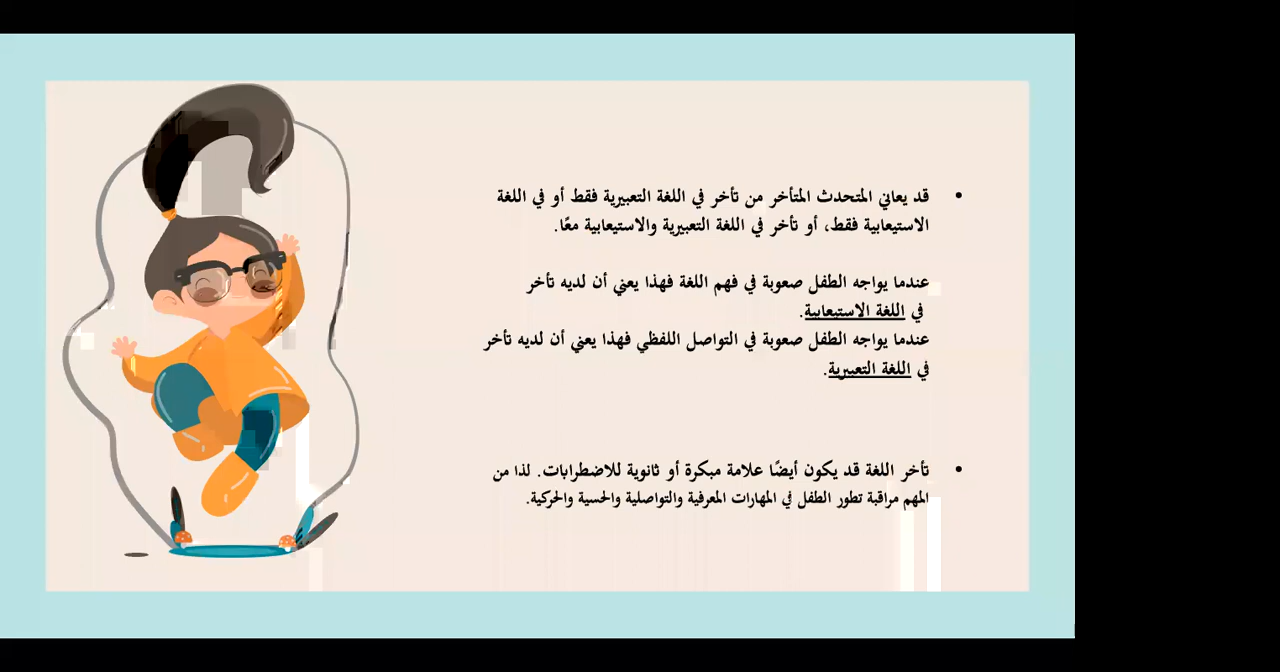 • قد يعاني المتحدث المتأخر من تأخر في اللغة التعبيرية فقط أو في اللغة
الاستيعابية فقط، أو تأخر في اللغة التعبيرية والاستيعابية معًا.
عندما يواجه الطفل صعوبة في فهم اللغة فهذا يعني أن لديه تأخر
في اللغة الاستيعابية.
عندما يواجه الطفل صعوبة في التواصل اللفظي فهذا يعني أن لديه تأخر
في اللغة التعبيرية.
• تأخر اللغة قد يكون أيضًا علامة مبكرة أو ثانوية للاضطرابات. لذا من
المهم مراقبة تطور الطفل في المهارات المعرفية والتواصلية والحسية والحركية.